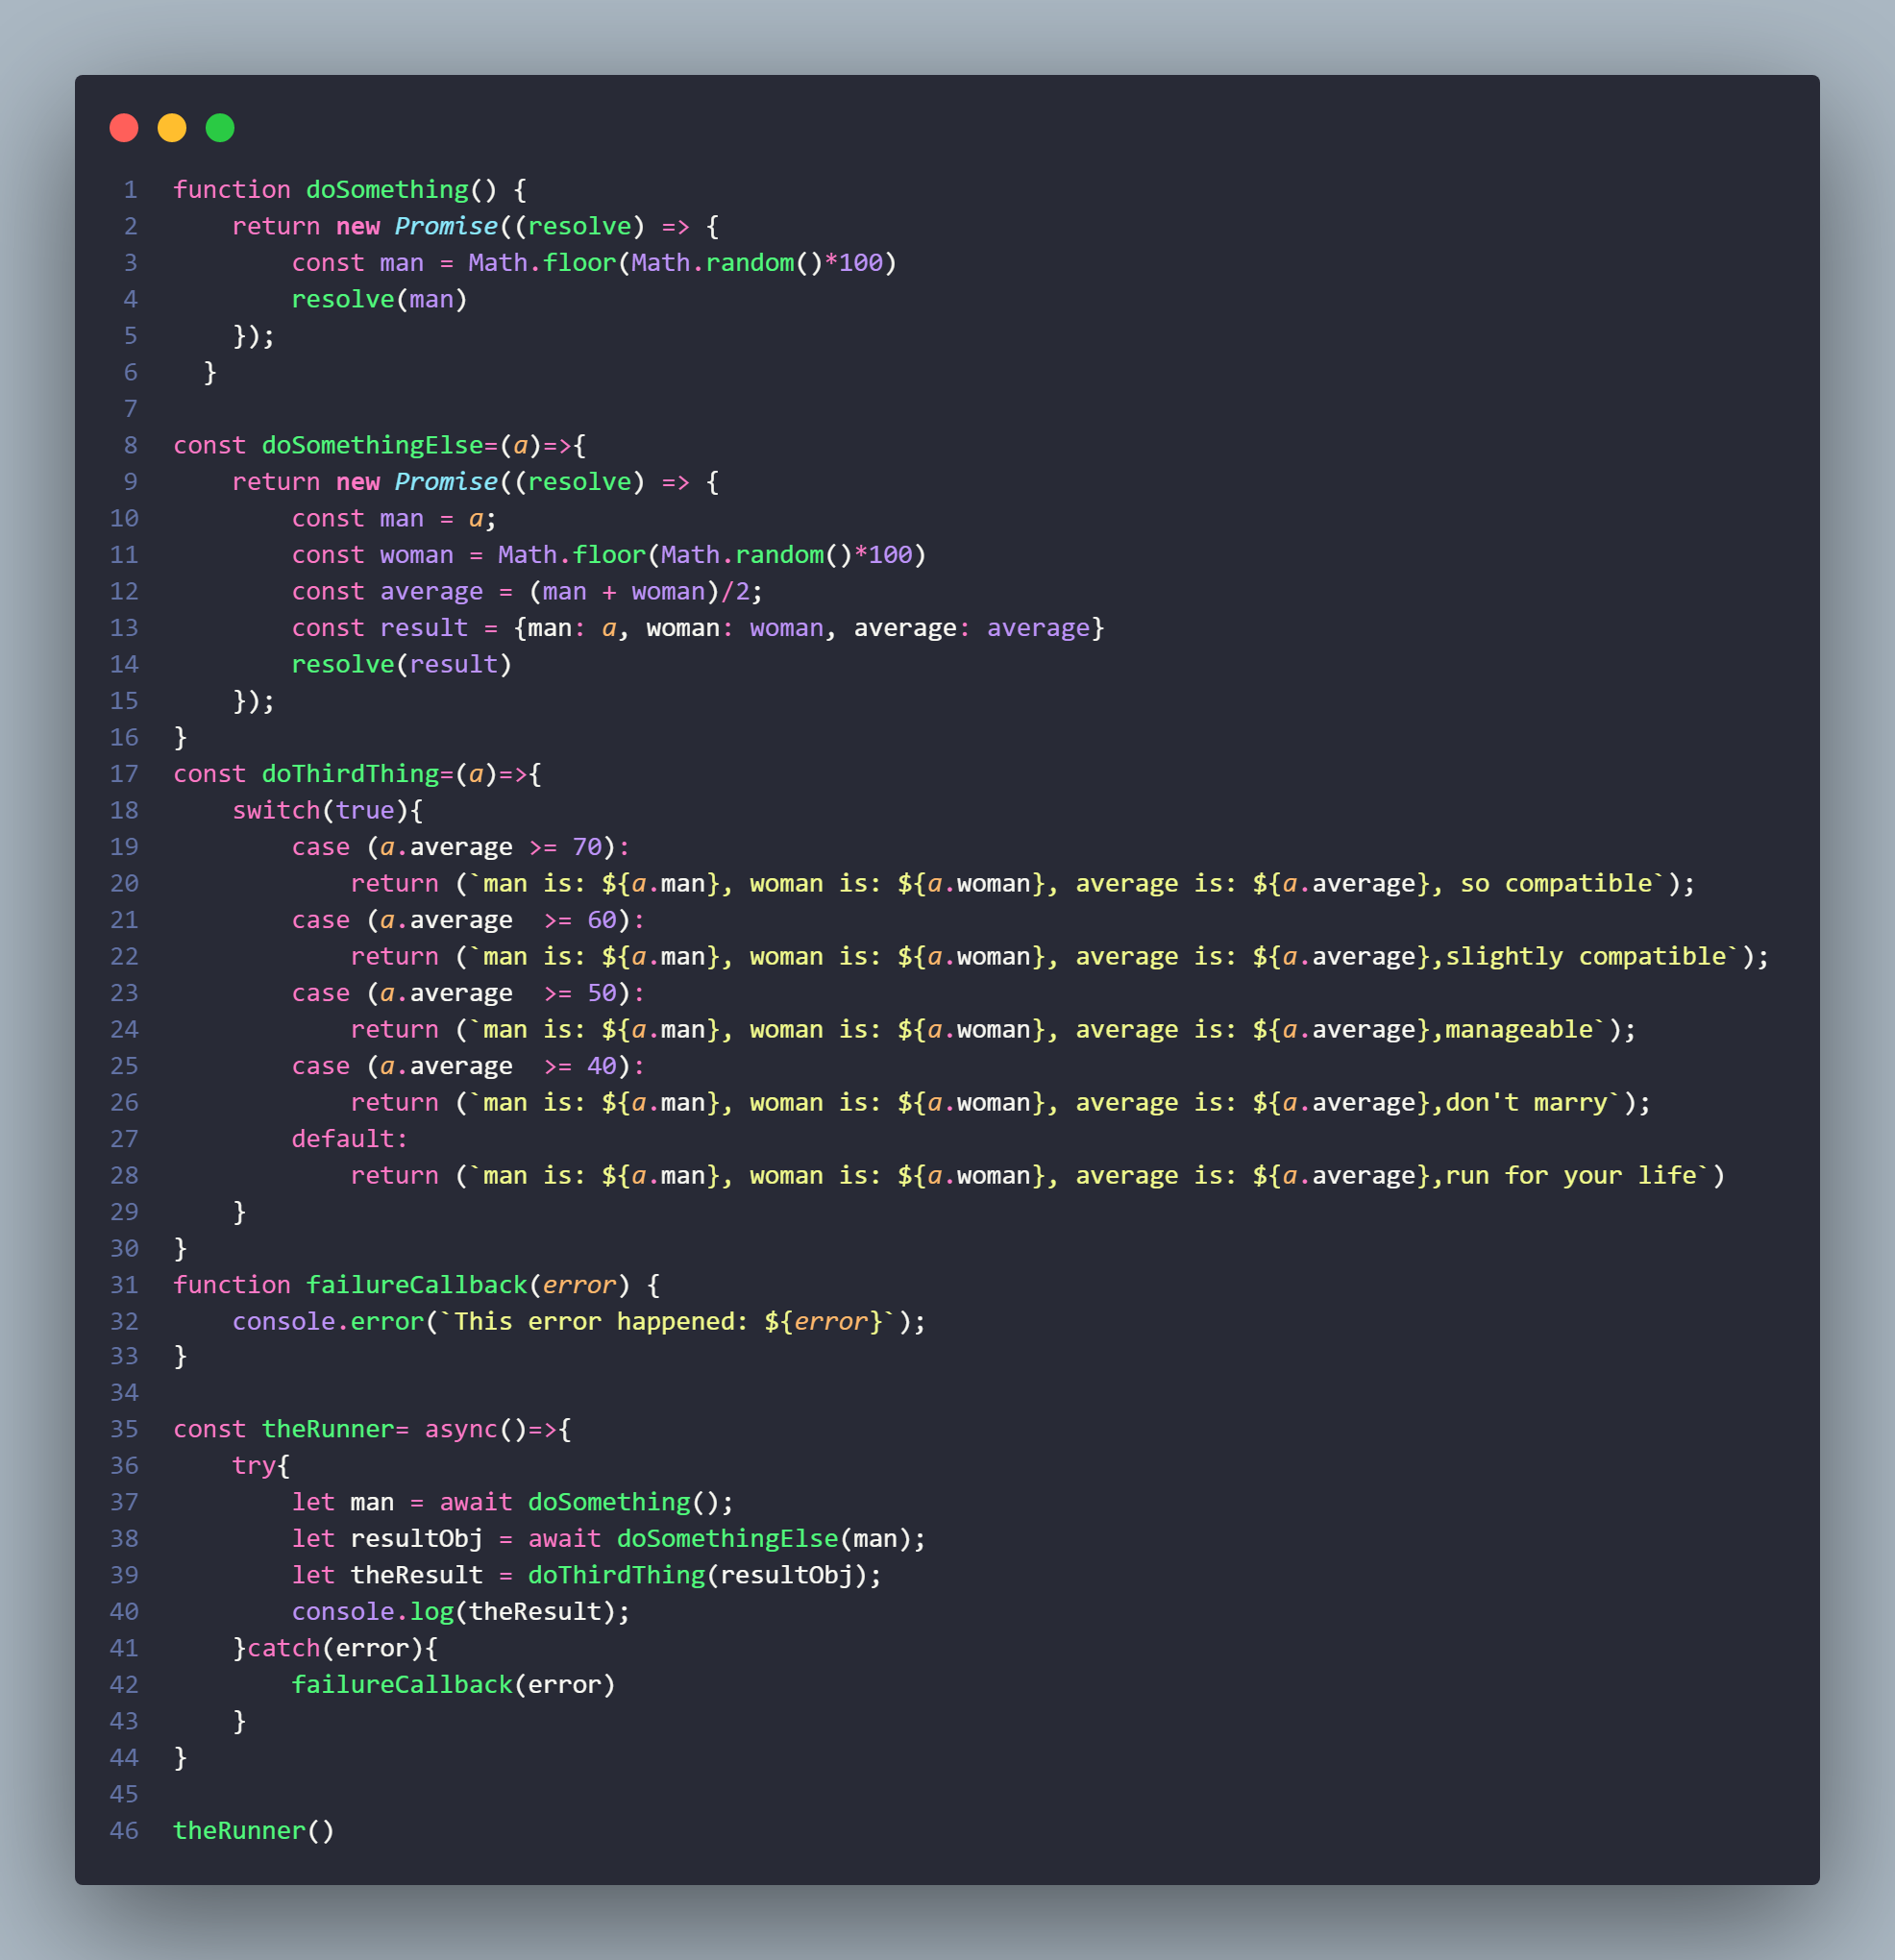 1 function doSomething() {
2     return new Promise((resolve) => {
3         const man = Math.floor(Math.random()*100)
4         resolve(man)
5     });
6   }
7
8 const doSomethingElse=(a)=>{
9     return new Promise((resolve) => {
10         const man = a;
11         const woman = Math.floor(Math.random()*100)
12         const average = (man + woman)/2;
13         const result = {man: a, woman: woman, average: average}
14         resolve(result)
15     });
16 }
17 const doThirdThing=(a)=>{
18     switch(true){
19         case (a.average >= 70):
20             return (`man is: ${a.man}, woman is: ${a.woman}, average is: ${a.average}, so compatible`);
21         case (a.average  >= 60):
22             return (`man is: ${a.man}, woman is: ${a.woman}, average is: ${a.average},slightly compatible`);
23         case (a.average  >= 50):
24             return (`man is: ${a.man}, woman is: ${a.woman}, average is: ${a.average},manageable`);
25         case (a.average  >= 40):
26             return (`man is: ${a.man}, woman is: ${a.woman}, average is: ${a.average},don't marry`);
27         default:
28             return (`man is: ${a.man}, woman is: ${a.woman}, average is: ${a.average},run for your life`)
29     }
30 }
31 function failureCallback(error) {
32     console.error(`This error happened: ${error}`);
33 }
34
35 const theRunner= async()=>{
36     try{
37         let man = await doSomething();
38         let resultObj = await doSomethingElse(man);
39         let theResult = doThirdThing(resultObj);
40         console.log(theResult);
41     }catch(error){
42         failureCallback(error)
43     }
44 }
45
46 theRunner()